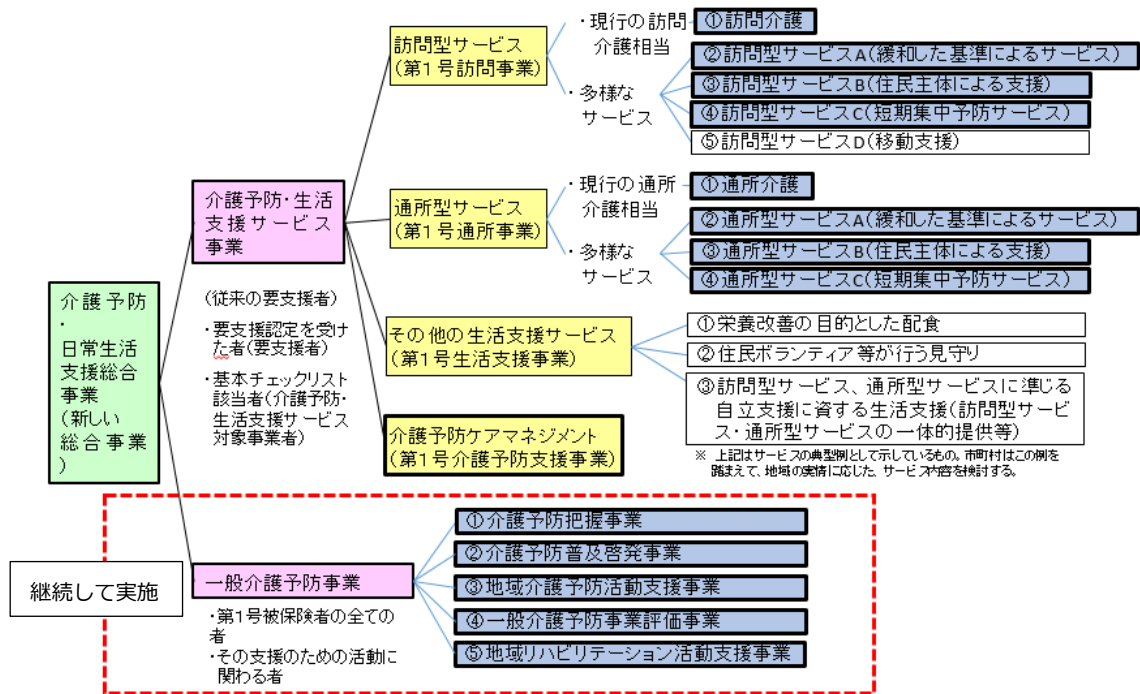 介護予防
・
日常生活
支援総合
事業
(新しい
総合事業
)
介護予防・生活
支援サービス
事業
(従来の要支援者)
・要支援認定を受け
た者(要支援者)
・基本チェックリスト
該当者(介護予防・
生活支援サービス
対象事業者)
訪問型サービス
(第1号訪問事業)
・現行の訪問
介護相当
①訪問介護
・多様な
サービス
②訪問型サービスA(緩和した基準によるサービス)
③訪問型サービスB(住民主体による支援)
④訪問型サービスC(短期集中予防サービス)
⑤訪問型サービスD(移動支援)
通所型サービス
(第1号通所事業)
・現行の通所
介護相当
①通所介護
・多様な
サービス
②通所型サービスA(緩和した基準によるサービス)
③通所型サービスB(住民主体による支援)
④通所型サービスC(短期集中予防サービス)
その他の生活支援サービス
(第1号生活支援事業)
①栄養改善の目的とした配食
②住民ボランティア等が行う見守り
③訪問型サービス、通所型サービスに準じる
自立支援に資する生活支援(訪問型サービ
ス・通所型サービスの一体的提供等)
※ 上記はサービスの典型例として示しているもの。市町村はこの例を
踏まえて、地域の実情に応じた、サービス内容を検討する。
介護予防ケアマネジメント
(第1号介護予防支援事業)
継続して実施
一般介護予防事業
・第1号被保険者の全ての
者
・その支援のための活動に
関わる者
①介護予防把握事業
②介護予防普及啓発事業
③地域介護予防活動支援事業
④一般介護予防事業評価事業
⑤地域リハビリテーション活動支援事業